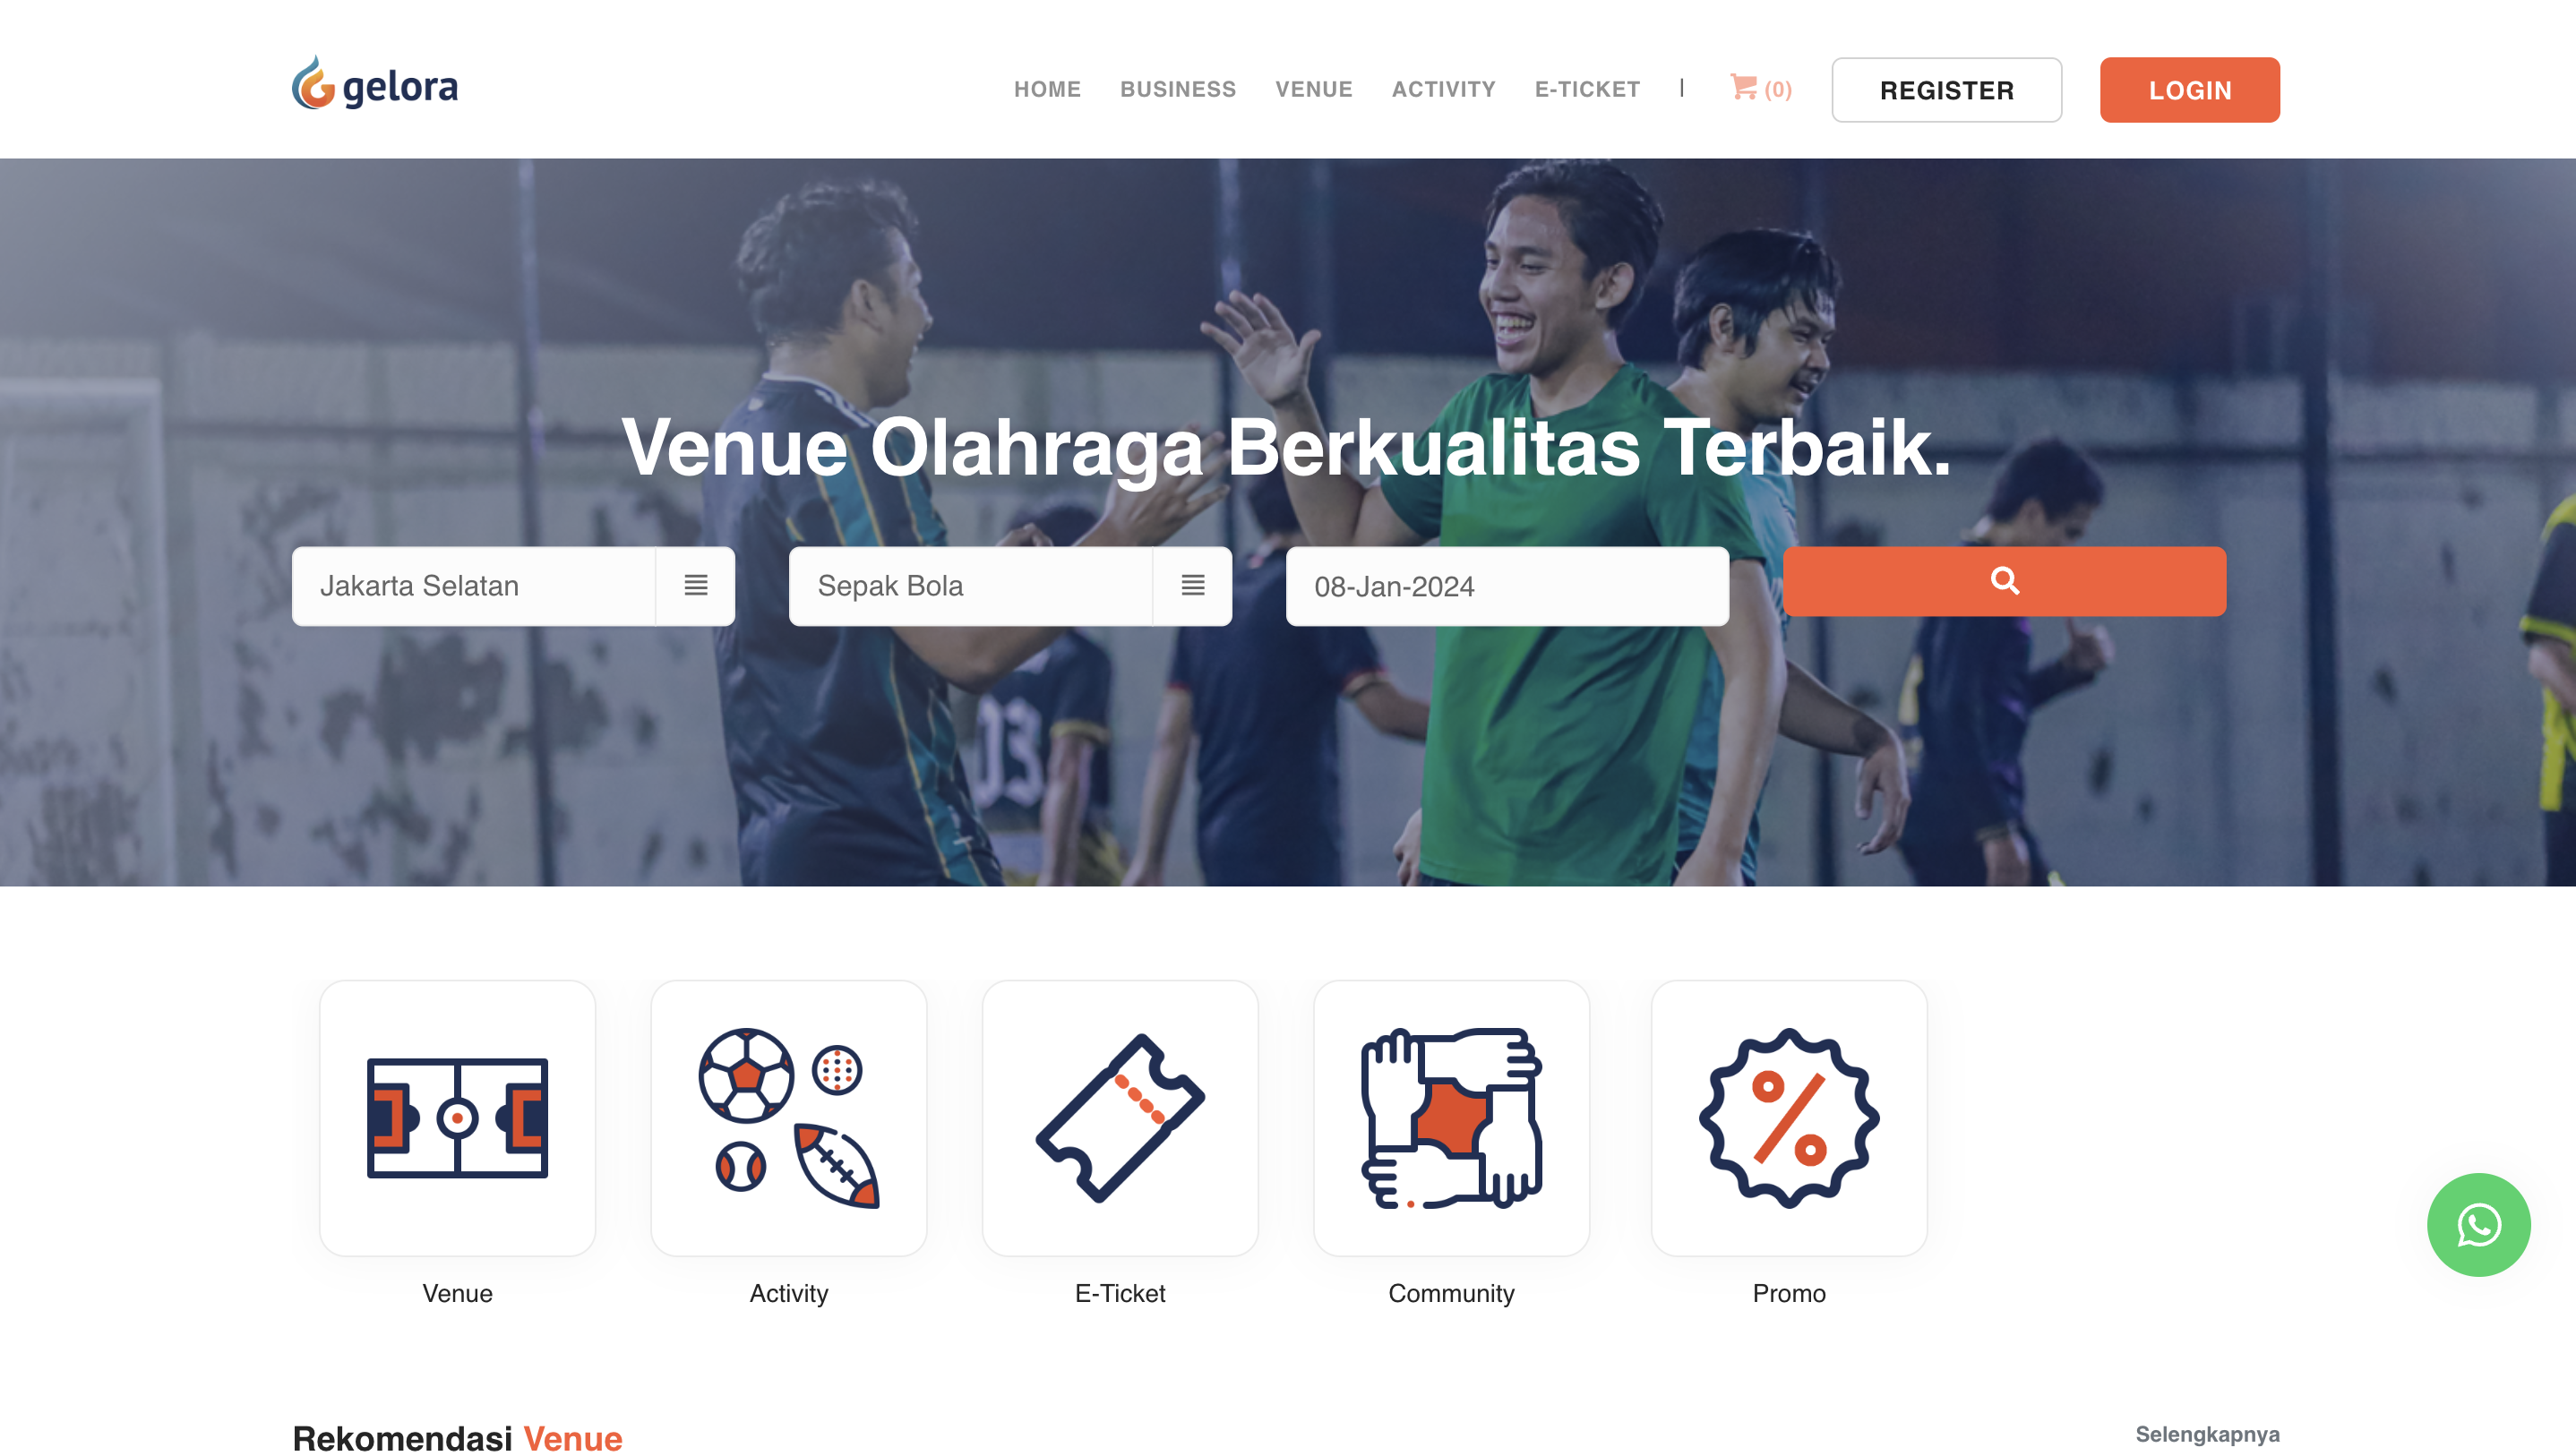 gelora
HOME BUSINESS VENUE ACTIVITY E-TICKET | (0) REGISTER LOGIN
Venue Olahraga Berkualitas Terbaik.
Jakarta Selatan Sepak Bola 08-Jan-2024
03
Venue Activity E-Ticket Community Promo
Rekomendasi Venue Selengkapnya